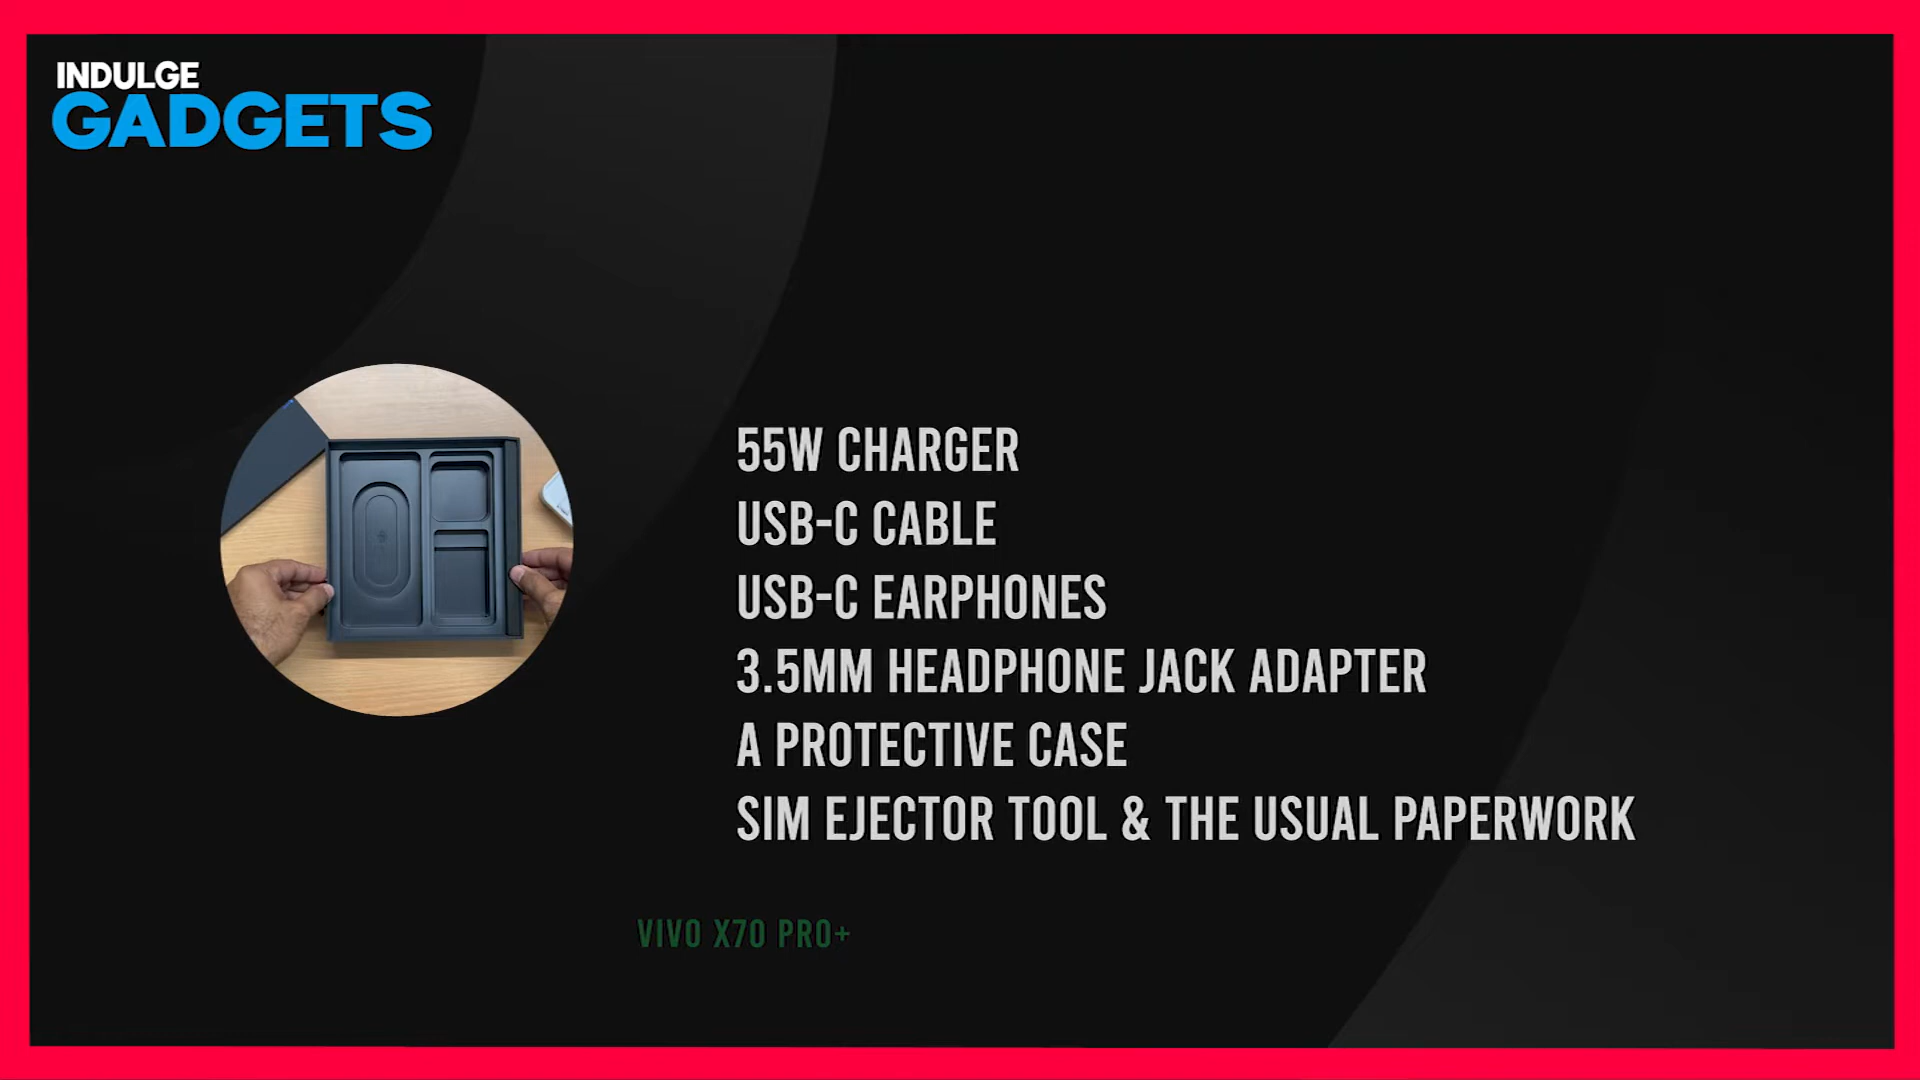 INDULGE
GADGETS
55W CHARGER
USB-C CABLE
USB-C EARPHONES
3.5MM HEADPHONE JACK ADAPTER
A PROTECTIVE CASE
SIM EJECTOR TOOL & THE USUAL PAPERWORK
VIVO X70 PRO+